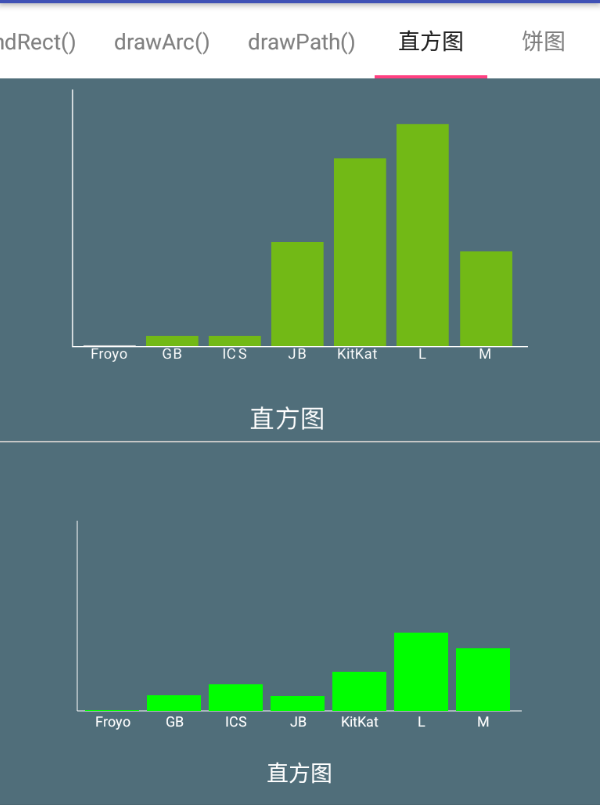 ndRect() drawArc() drawPath() 直方图 饼图
Froyo GB ICS JB KitKat L M
直方图
Froyo GB ICS JB KitKat L M
直方图